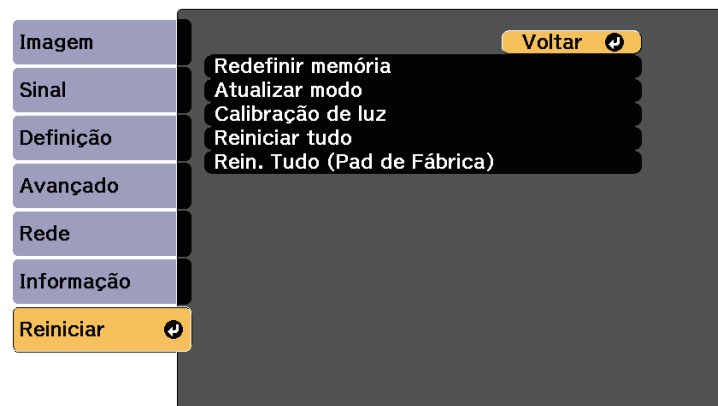 Imagem
Sinal
Definição
Avançado
Rede
Informação
Reiniciar
Voltar
Redefinir memória
Atualizar modo
Calibração de luz
Reiniciar tudo
Rein. Tudo (Pad de Fábrica)